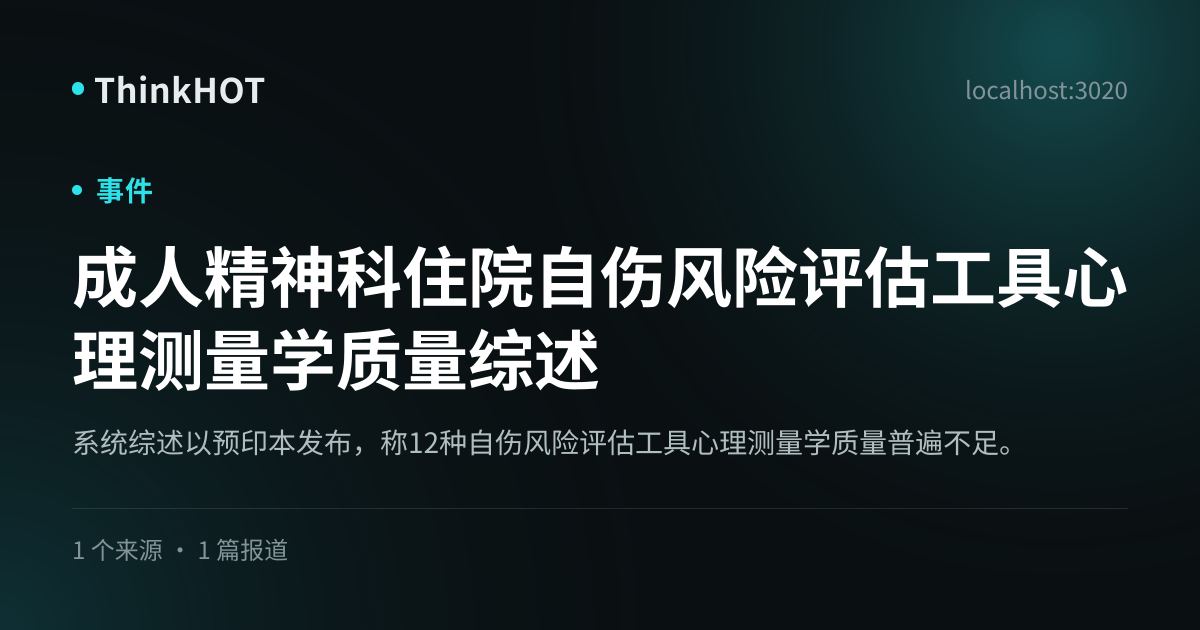 ThinkHOT
localhost:3020
事件
成人精神科住院自伤风险评估工具心
理测量学质量综述
系统综述以预印本发布，称12种自伤风险评估工具心理测量学质量普遍不足。
1 个来源 · 1 篇报道